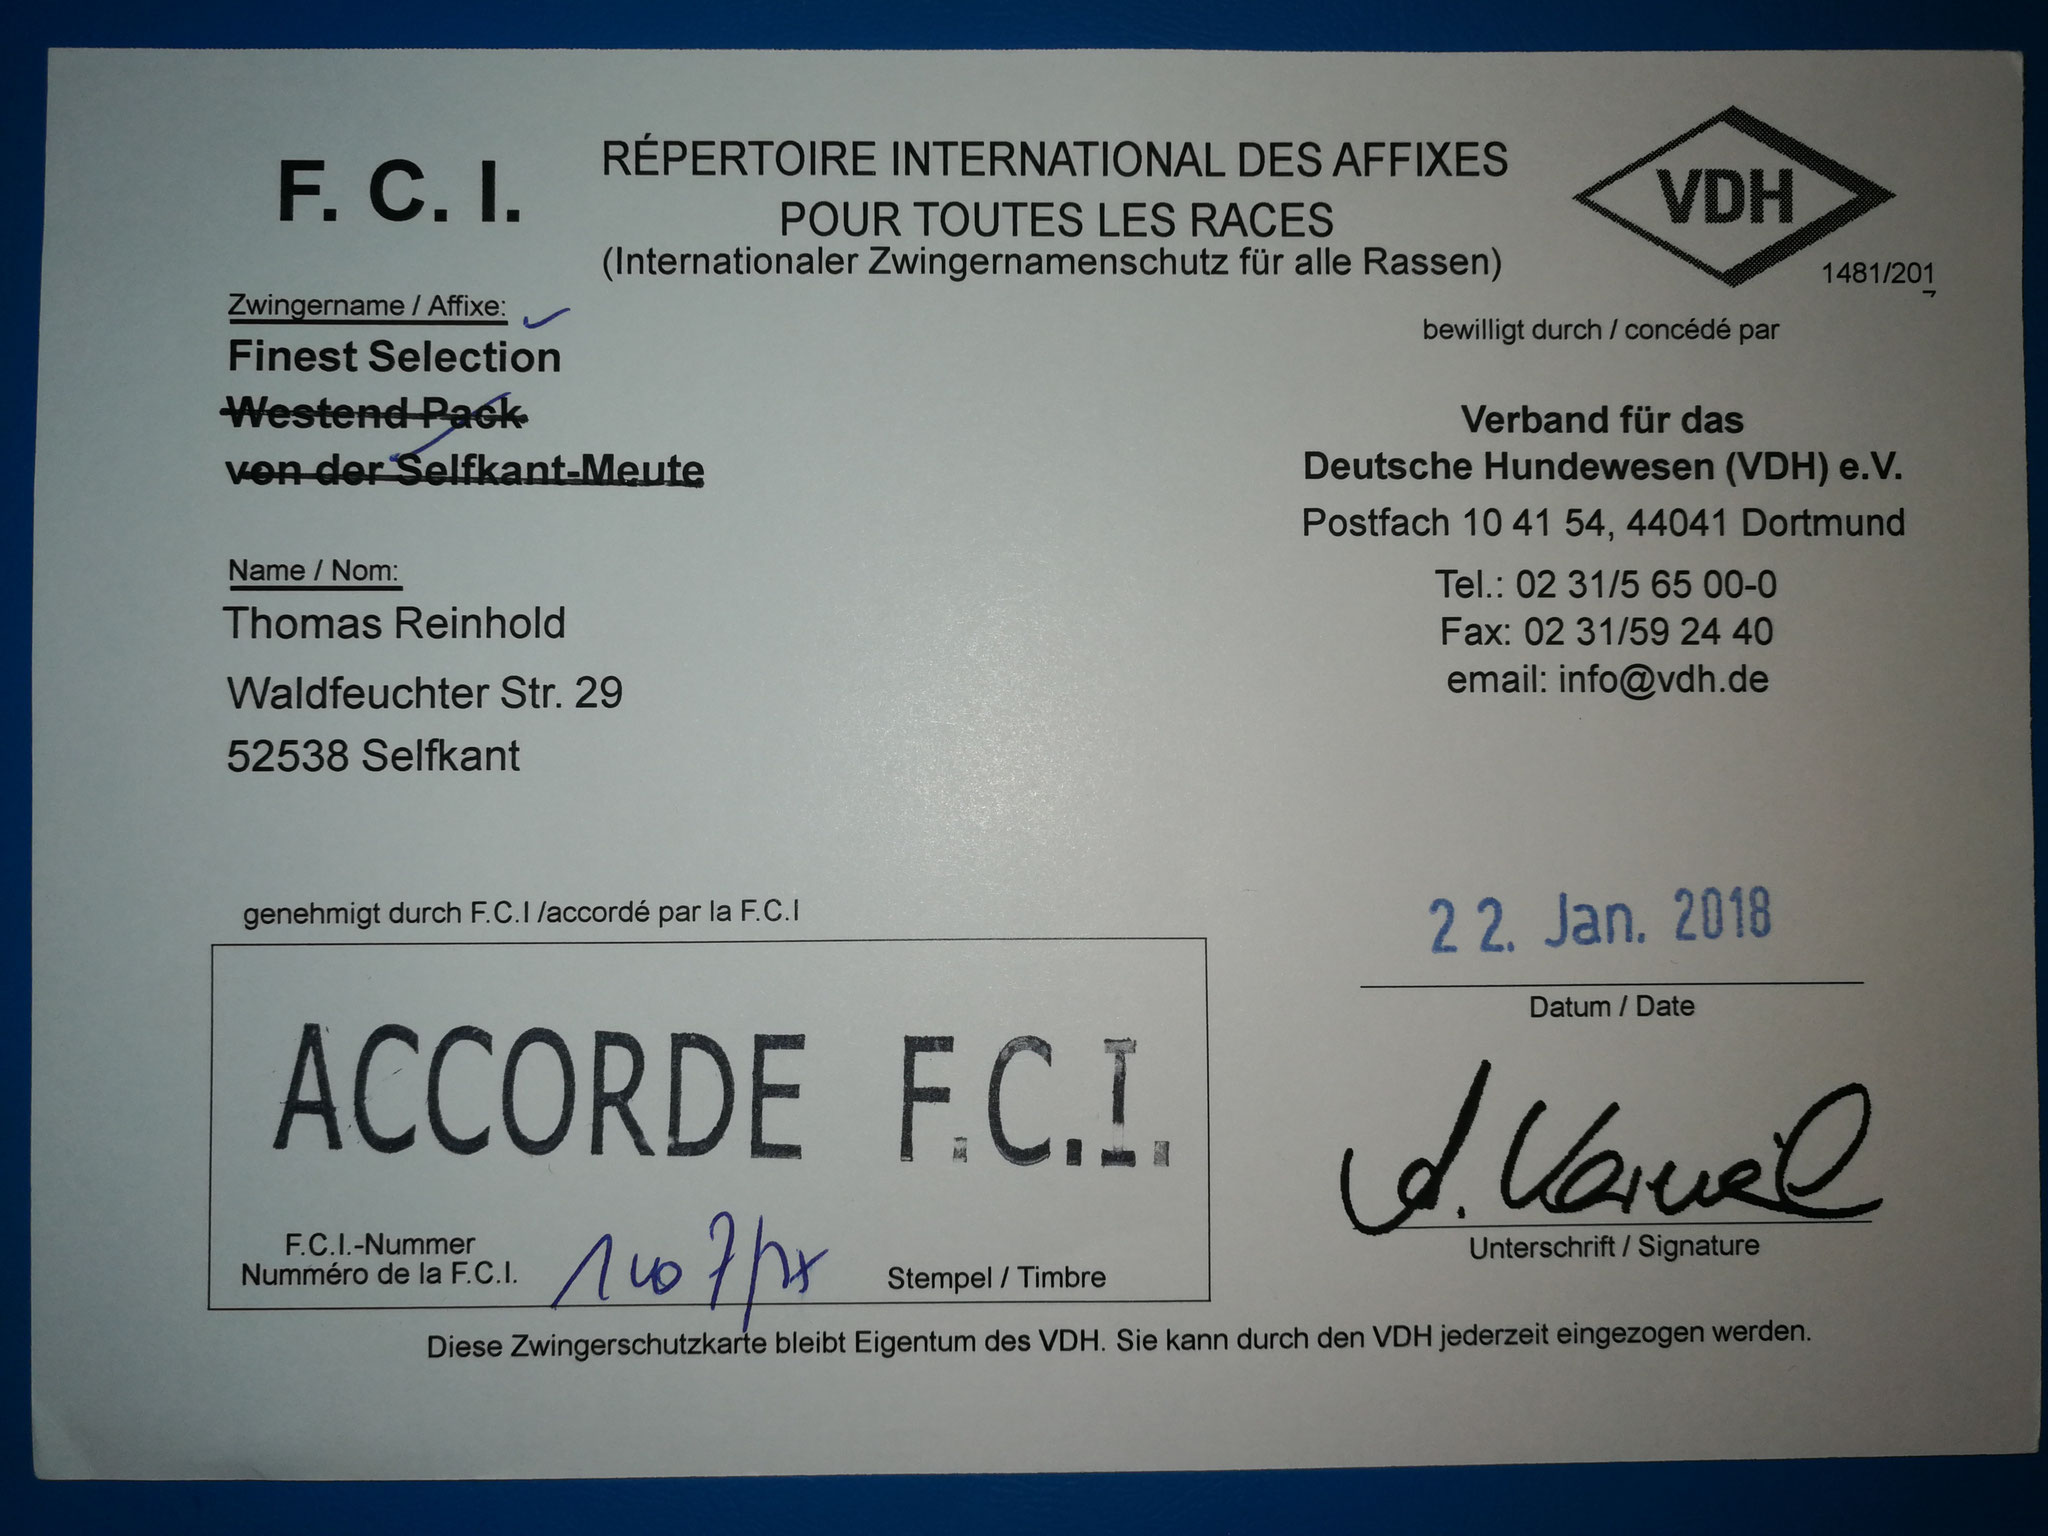 F. C. I.
RÉPERTOIRE INTERNATIONAL DES AFFIXES
POUR TOUTES LES RACES
(Internationaler Zwingernamenschutz für alle Rassen)
VDH
1481/201
7
Zwingername / Affixe:
Finest Selection
Westend Pack
von der Selfkant-Meute
Name / Nom:
Thomas Reinhold
Waldfeuchter Str. 29
52538 Selfkant
bewilligt durch / concédé par
Verband für das
Deutsche Hundewesen (VDH) e.V.
Postfach 10 41 54, 44041 Dortmund
Tel.: 02 31/5 65 00-0
Fax: 02 31/59 24 40
email: info@vdh.de
genehmigt durch F.C.I /accordé par la F.C.I
ACCORDE F.C.I.
F.C.I.-Nummer
Numméro de la F.C.I.
Stempel / Timbre
22. Jan. 2018
Datum / Date
Unterschrift / Signature
Diese Zwingerschutzkarte bleibt Eigentum des VDH. Sie kann durch den VDH jederzeit eingezogen werden.